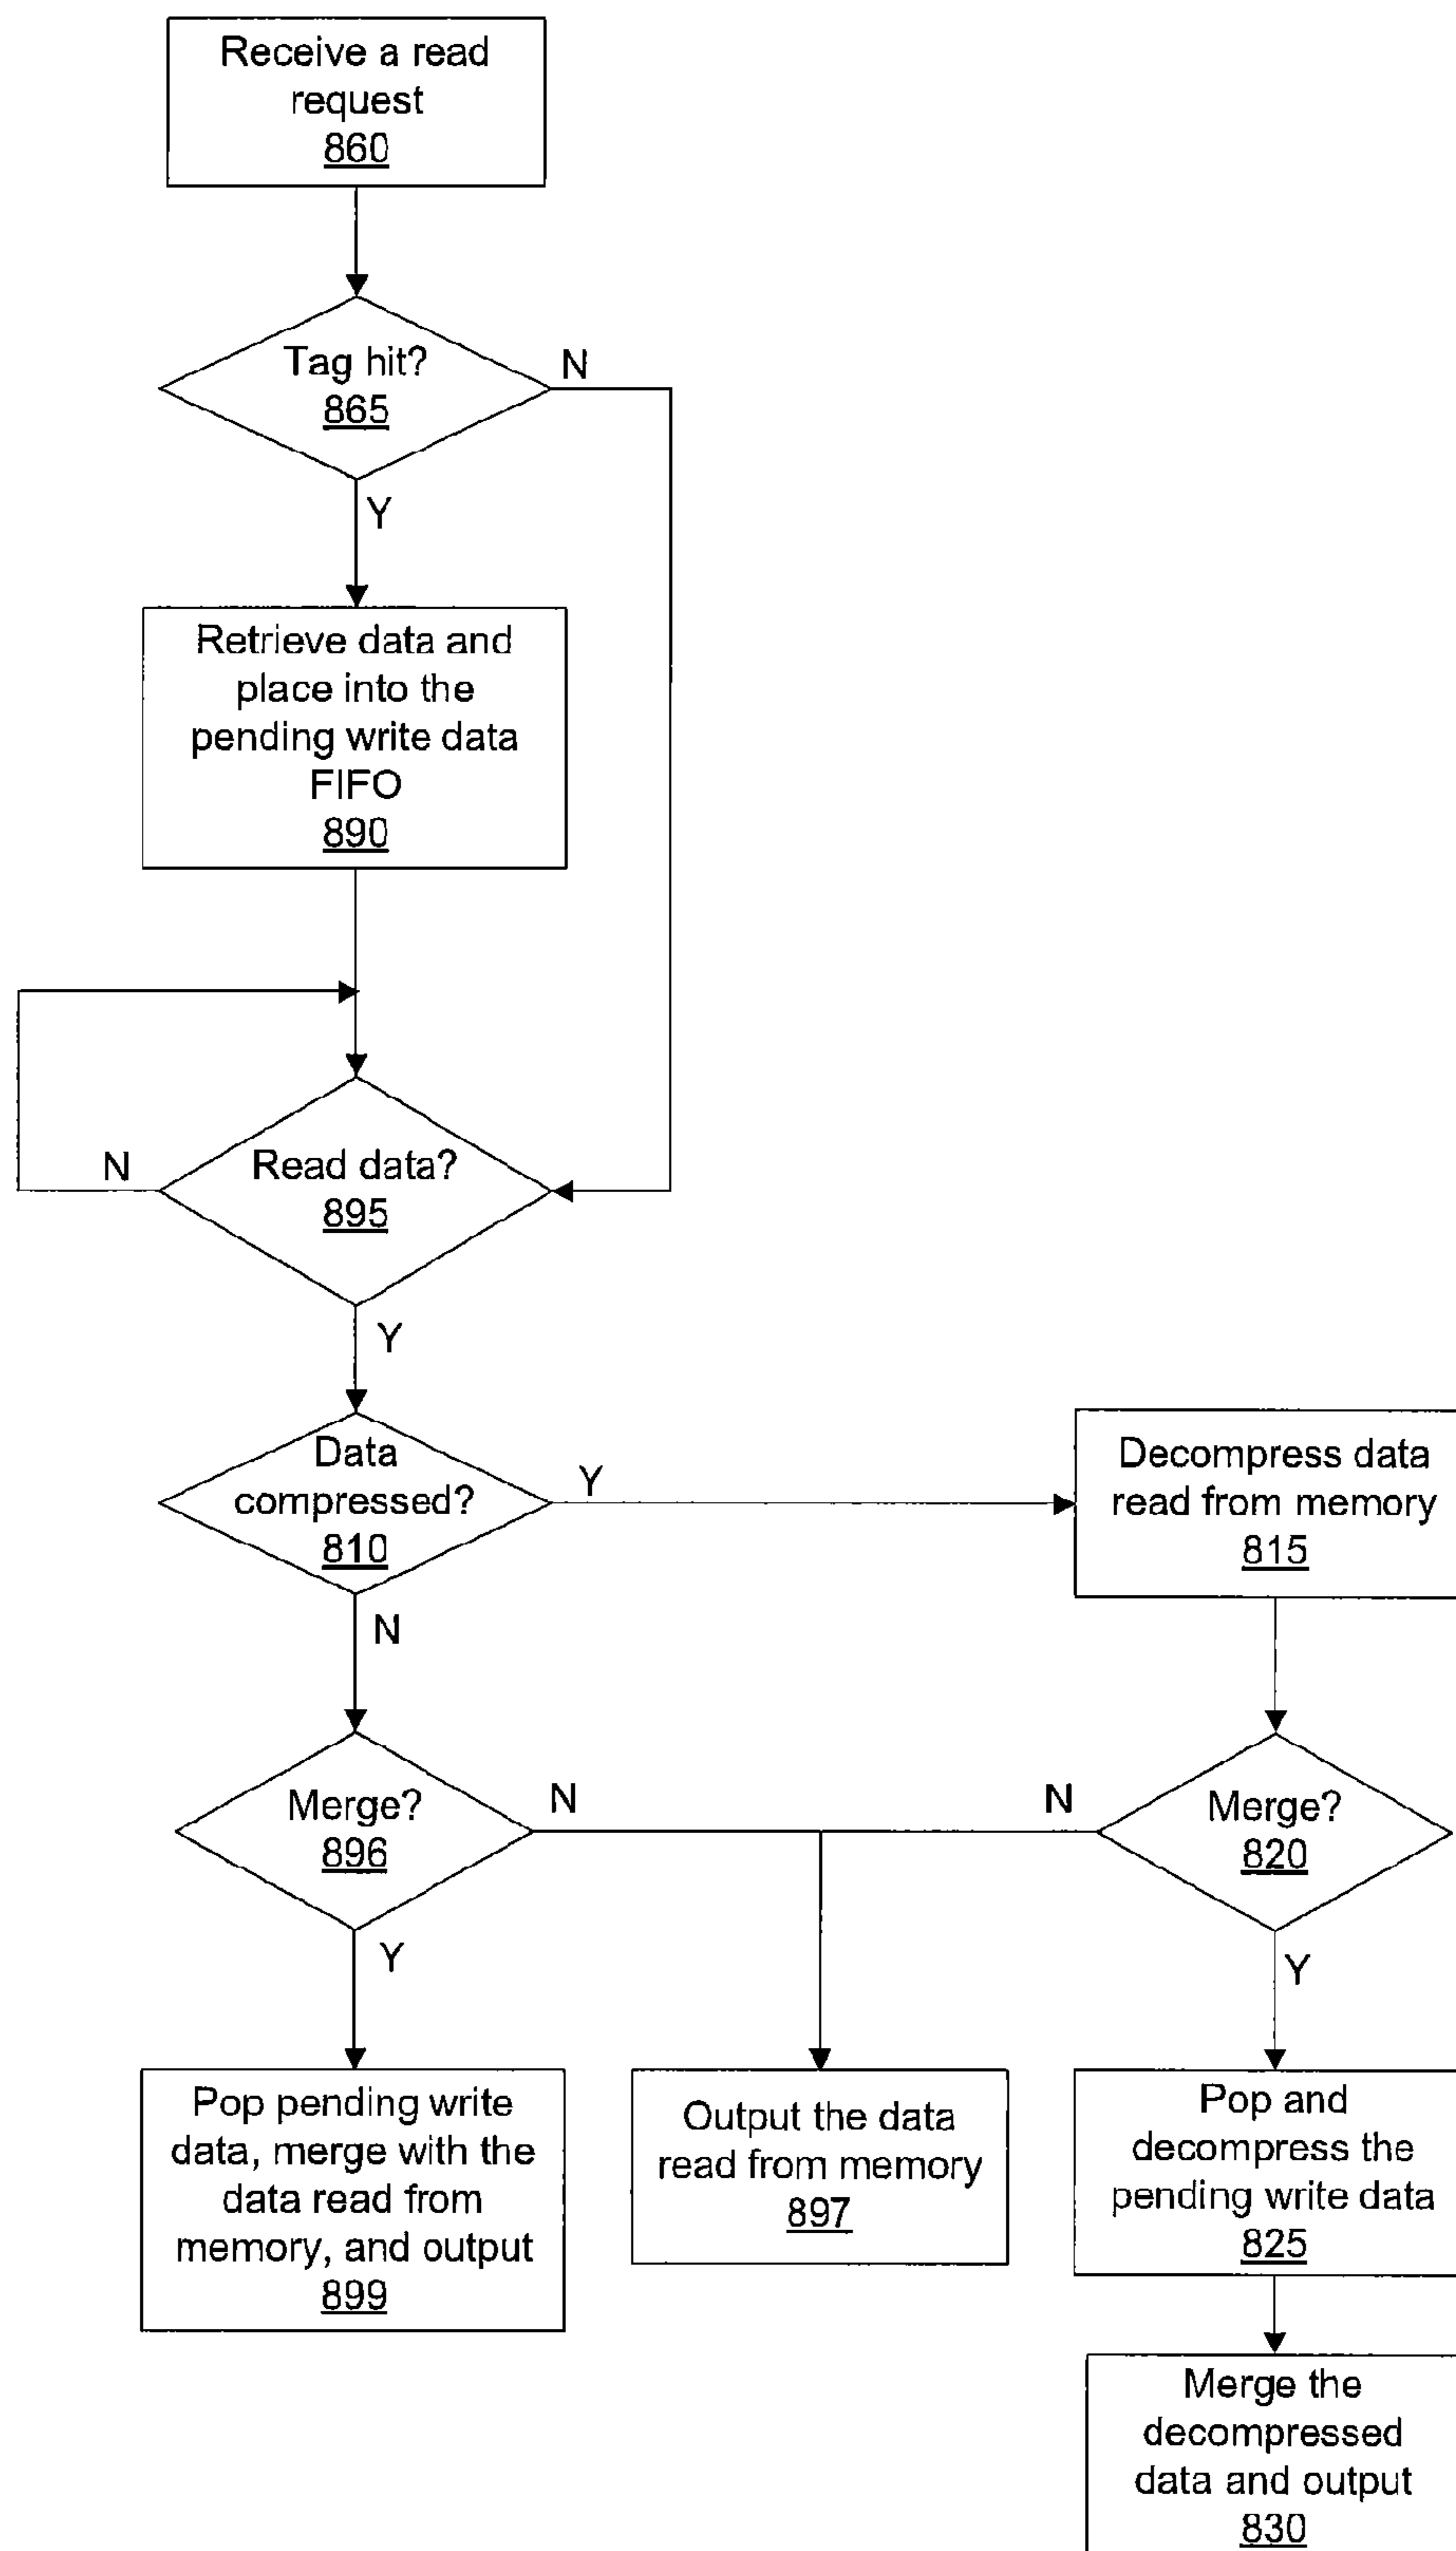 Receive a read
request
860
Tag hit?
865
N
Y
Retrieve data and
place into the
pending write data
FIFO
890
Read data?
895
N
Y
Data
compressed?
810
Y
N
Decompress data
read from memory
815
Merge?
896
N
Y
N
Merge?
820
Y
Pop pending write
data, merge with the
data read from
memory, and output
899
Output the data
read from memory
897
Pop and
decompress the
pending write data
825
Merge the
decompressed
data and output
830